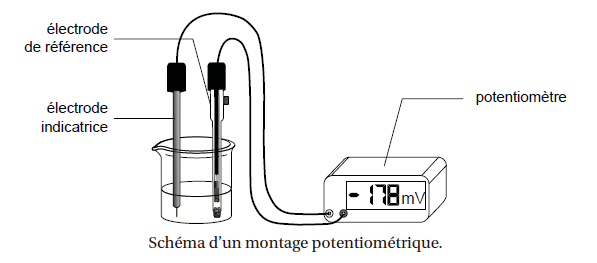 électrode
de référence
électrode
indicatrice
potentiomètre
- 178 mV
Schéma d'un montage potentiométrique.